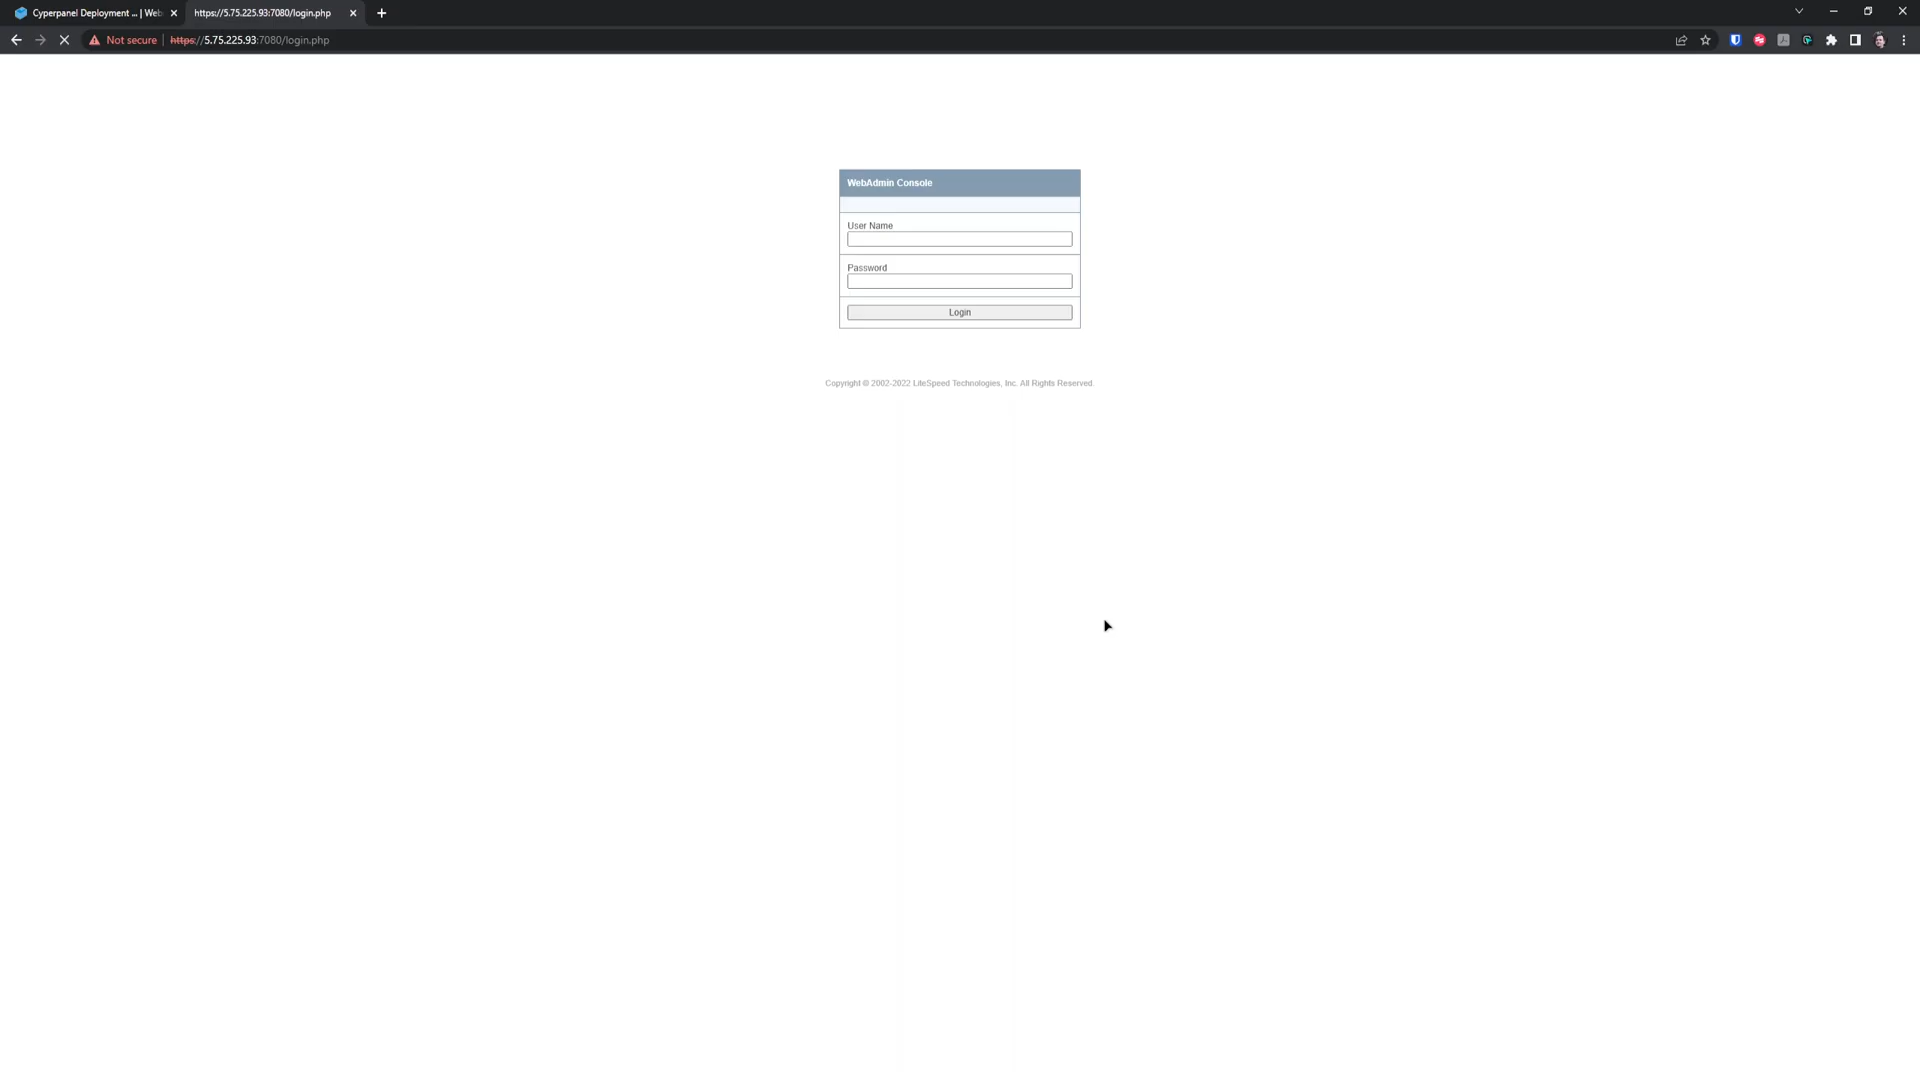 Cyperpanel Deployment ... | Web
https://5.75.225.93:7080/login.php
Not secure
https://5.75.225.93:7080/login.php
WebAdmin Console
User Name
Password
Login
Copyright © 2002-2022 LiteSpeed Technologies, Inc. All Rights Reserved.